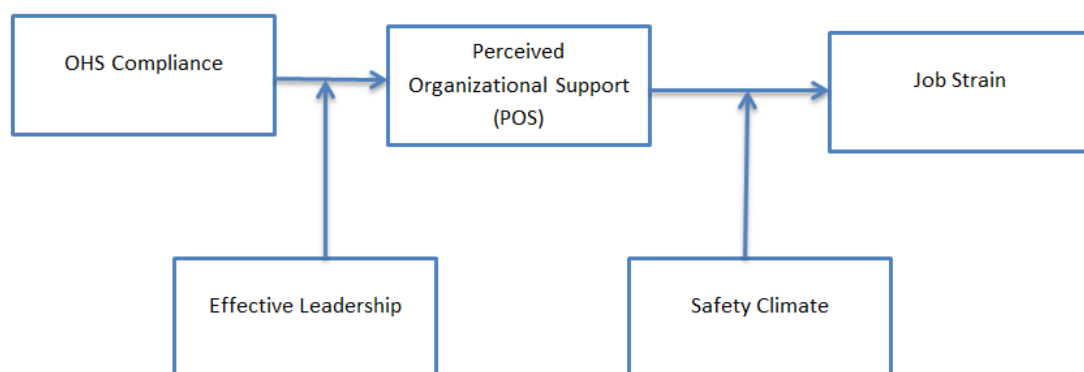 OHS Compliance
Perceived
Organizational Support
(POS)
Job Strain
Effective Leadership
Safety Climate